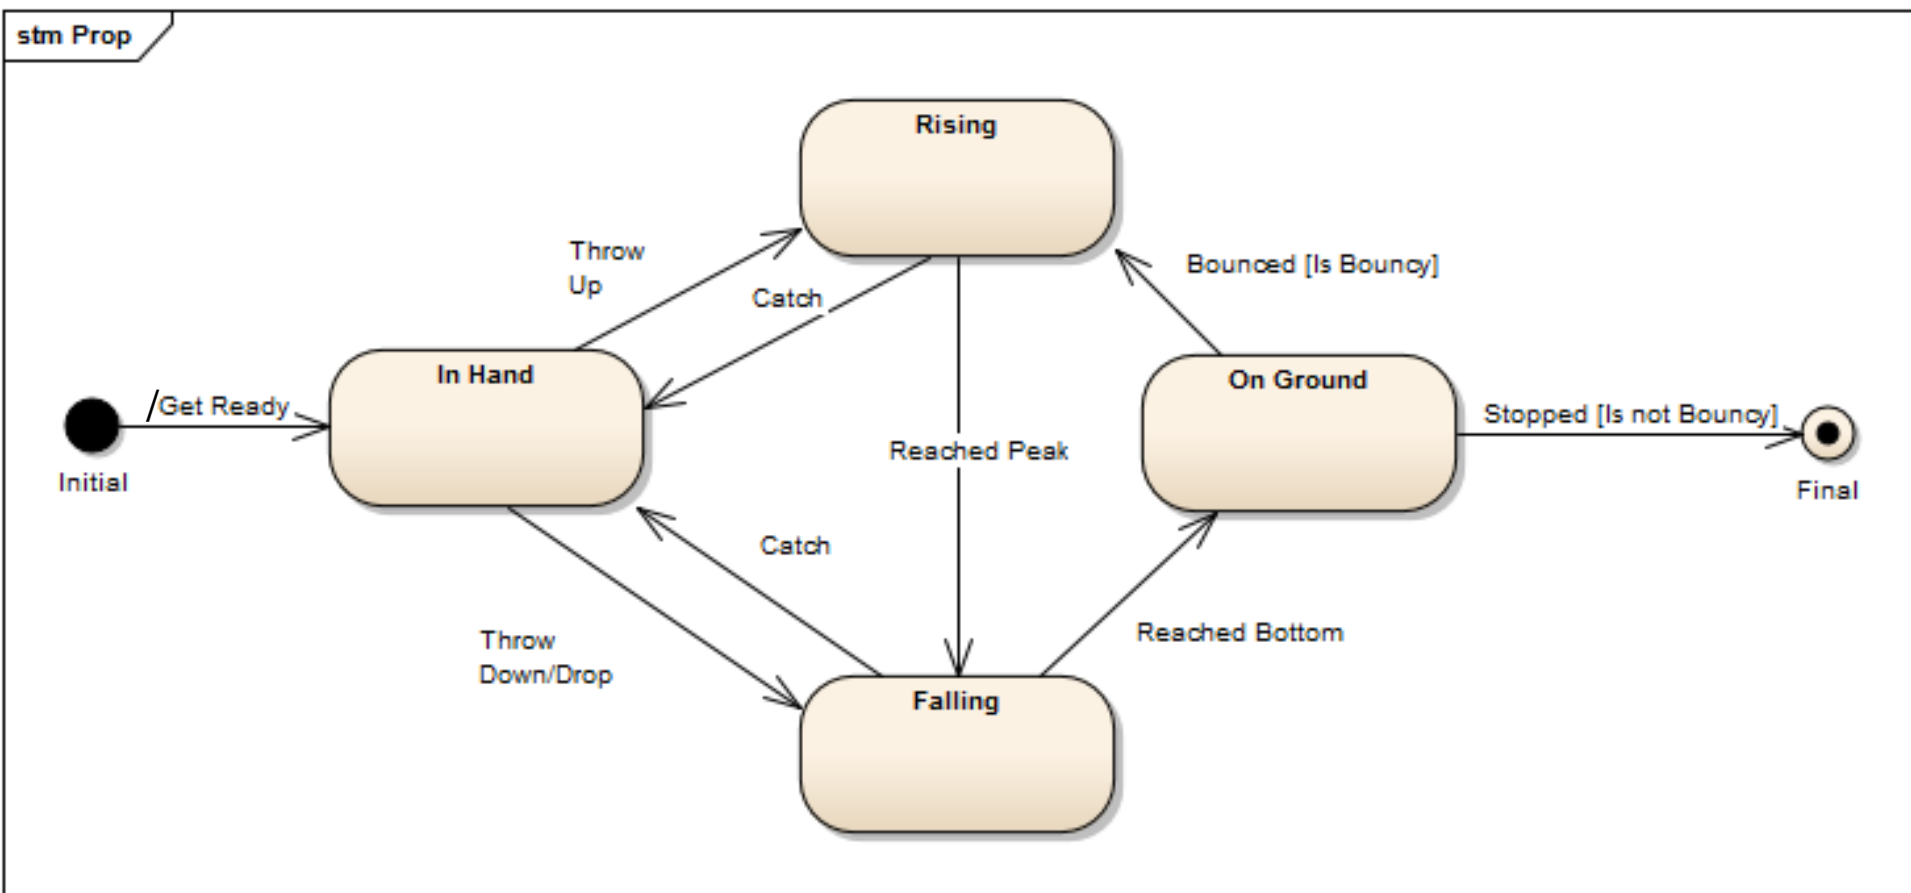 stm Prop
Rising
Throw
Up
Bounced [Is Bouncy]
Catch
In Hand
On Ground
/Get Ready
Stopped [Is not Bouncy]
Reached Peak
Initial
Final
Catch
Reached Bottom
Throw
Down/Drop
Falling